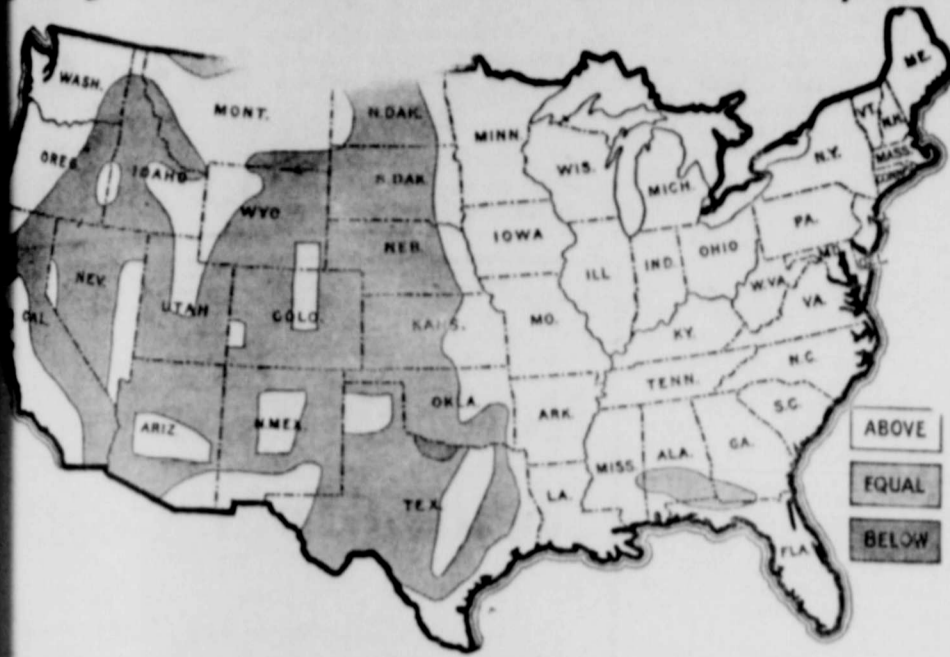 WASH.
MONT.
N.DAK.
MINN.
ME.
VT.
N.H.
OREG.
IDAHO
S.DAK.
WIS.
MICH.
N.Y.
MASS.
WYO
NEB.
IOWA
PA.
NEV.
UTAH
COLO.
KANS.
ILL
IND.
OHIO
W.VA.
VA.
CAL.
MO.
KY.
N.C.
TENN.
ARIZ
N.MEX.
OKLA.
ARK.
S.C.
MISS.
ALA.
GA.
TEX.
LA.
FLA.
ABOVE
EQUAL
BELOW